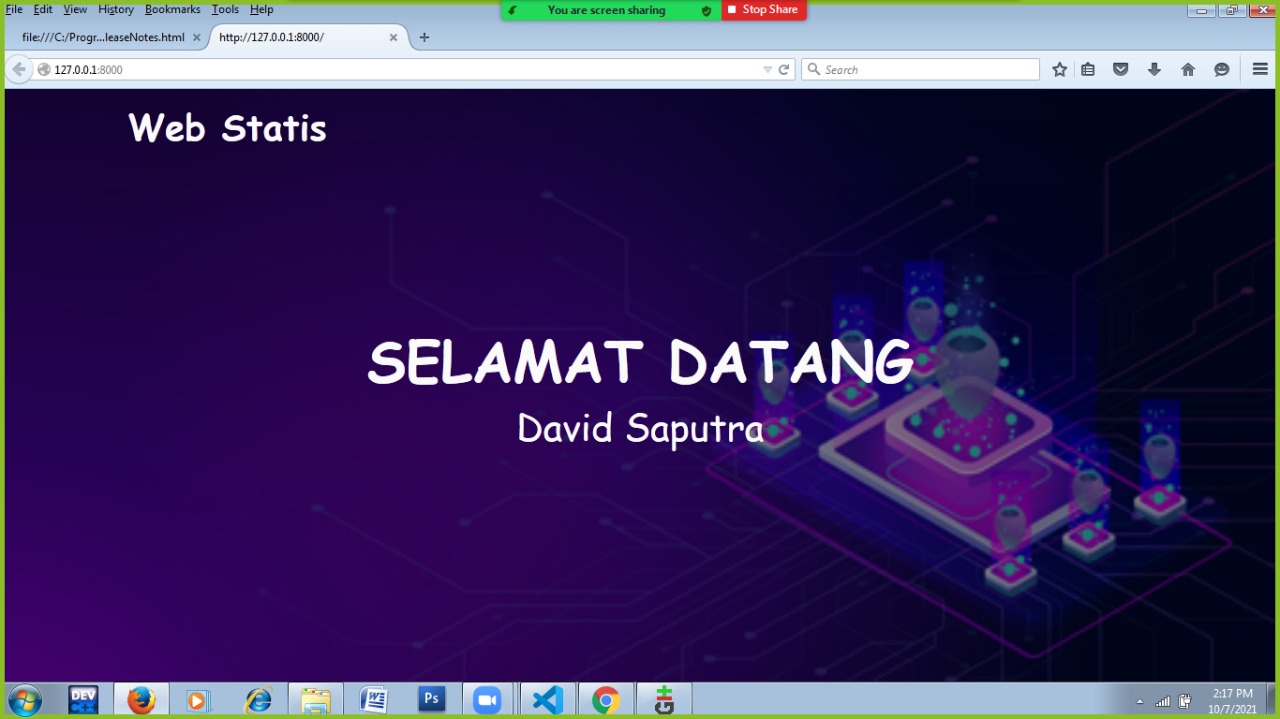 File Edit View History Bookmarks Tools Help
You are screen sharing
Stop Share
file:///C:/Progr...leaseNotes.html
http://127.0.0.1:8000/
127.0.0.1:8000
Search
Web Statis
SELAMAT DATANG
David Saputra
DEV
C++
W
Ps
2:17 PM
10/7/2021